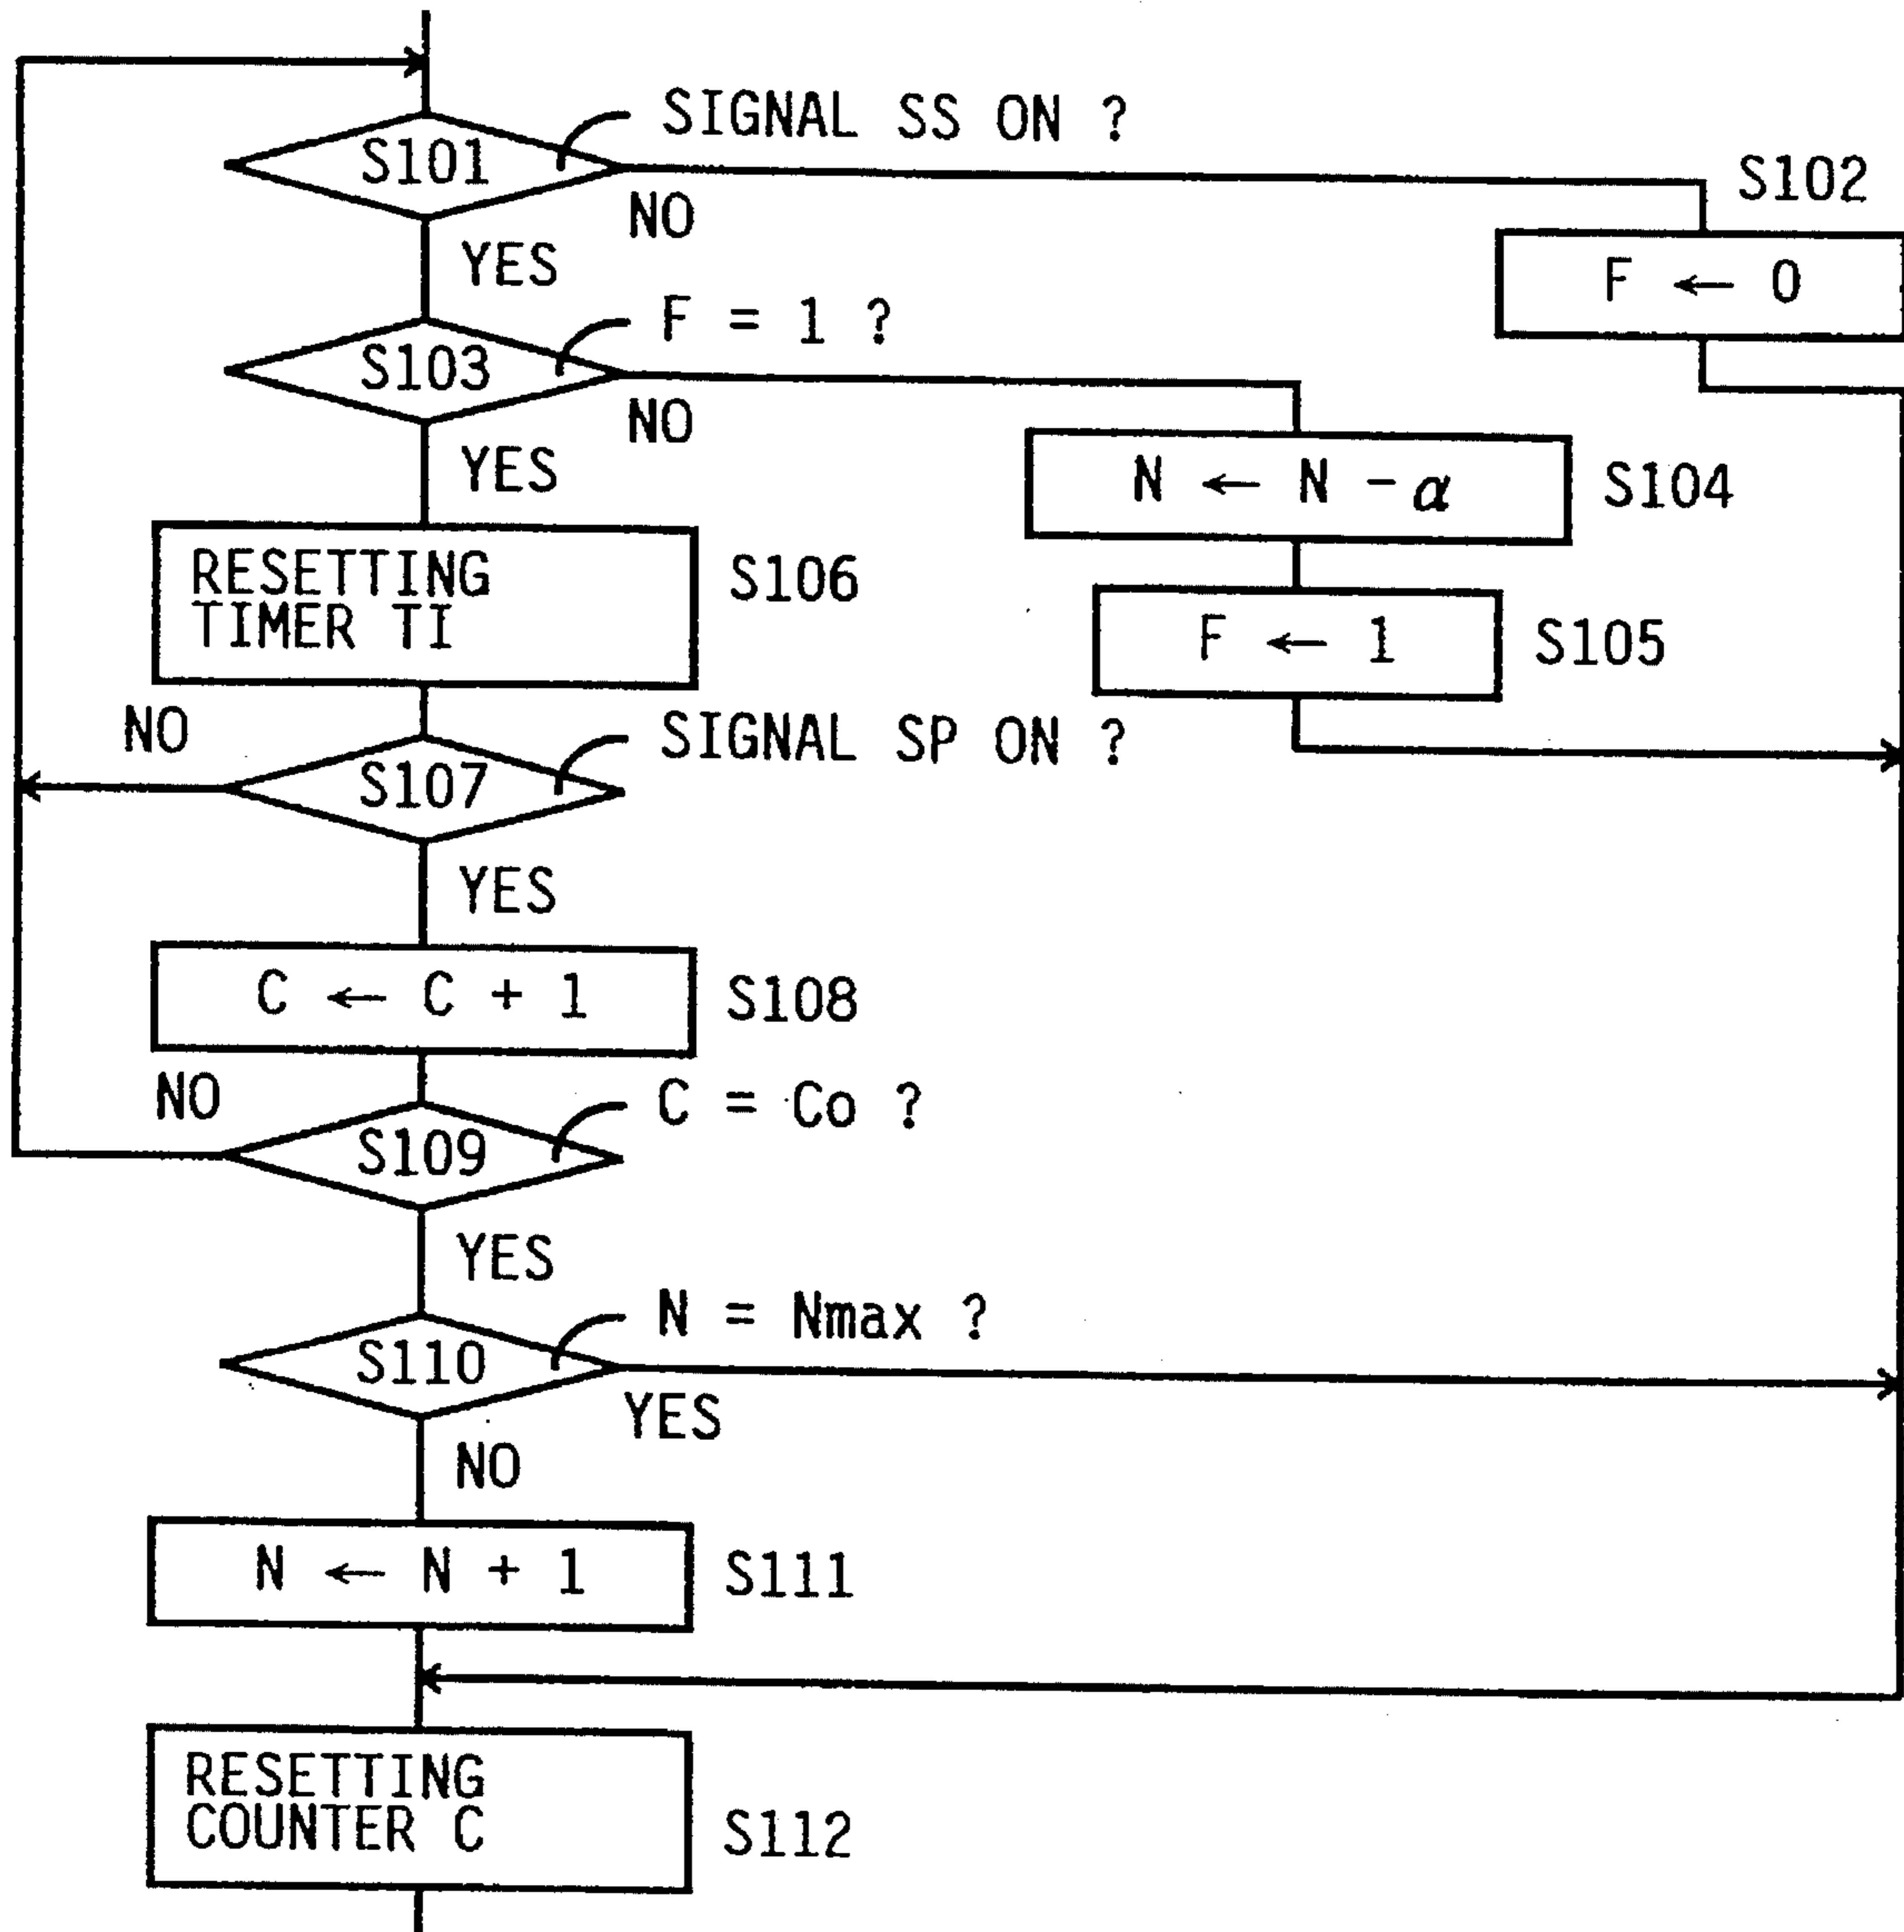 SIGNAL SS ON ?
S101
NO
S102
YES
F ← 0
F = 1 ?
S103
NO
YES
N ← N - α
S104
RESETTING
TIMER TI
S106
F ← 1
S105
NO
SIGNAL SP ON ?
S107
YES
C ← C + 1
S108
NO
C = Co ?
S109
YES
N = Nmax ?
S110
YES
NO
N ← N + 1
S111
RESETTING
COUNTER C
S112